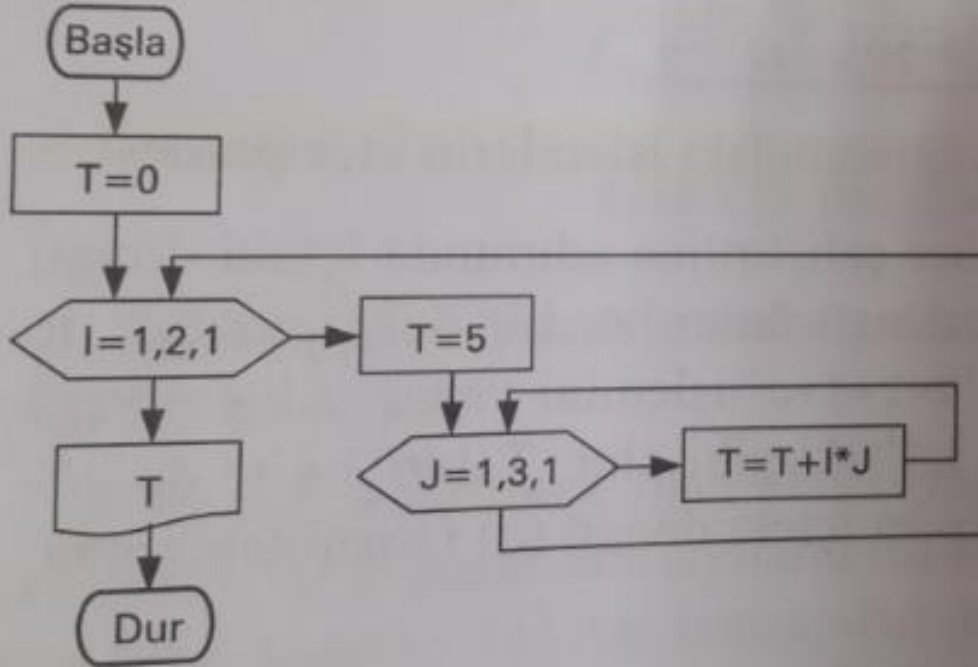 Başla
T=0
I=1,2,1
T=5
J=1,3,1
T=T+I*J
T
Dur